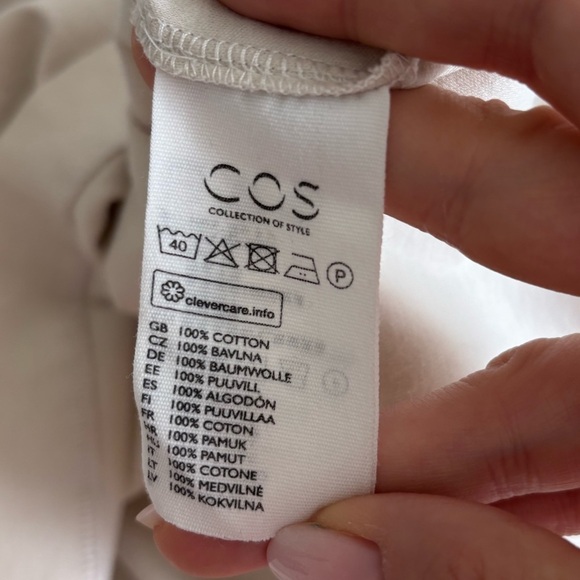 COS
COLLECTION OF STYLE
40 P
clevercare.info
GB 100% COTTON
CZ 100% BAVLNA
DE 100% BAUMWOLLE
EE 100% PUUVILL
ES 100% ALGODÓN
FI 100% PUUVILLAA
FR 100% COTON
HR 100% PAMUK
100% PAMUT
IT 100% COTONE
LT 100% MEDVILNĖ
LV 100% KOKVILNA